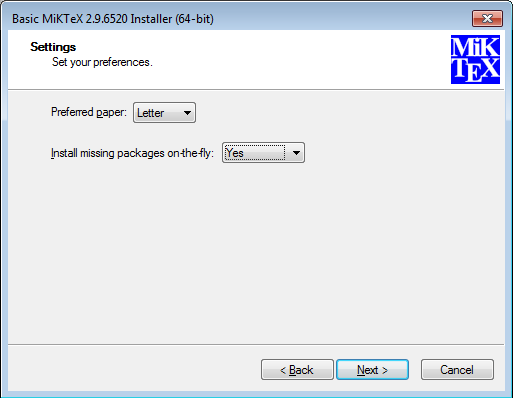 Basic MiKTeX 2.9.6520 Installer (64-bit)
Settings
Set your preferences.
MiK
TEX
Preferred paper: Letter
Install missing packages on-the-fly: Yes
< Back Next > Cancel